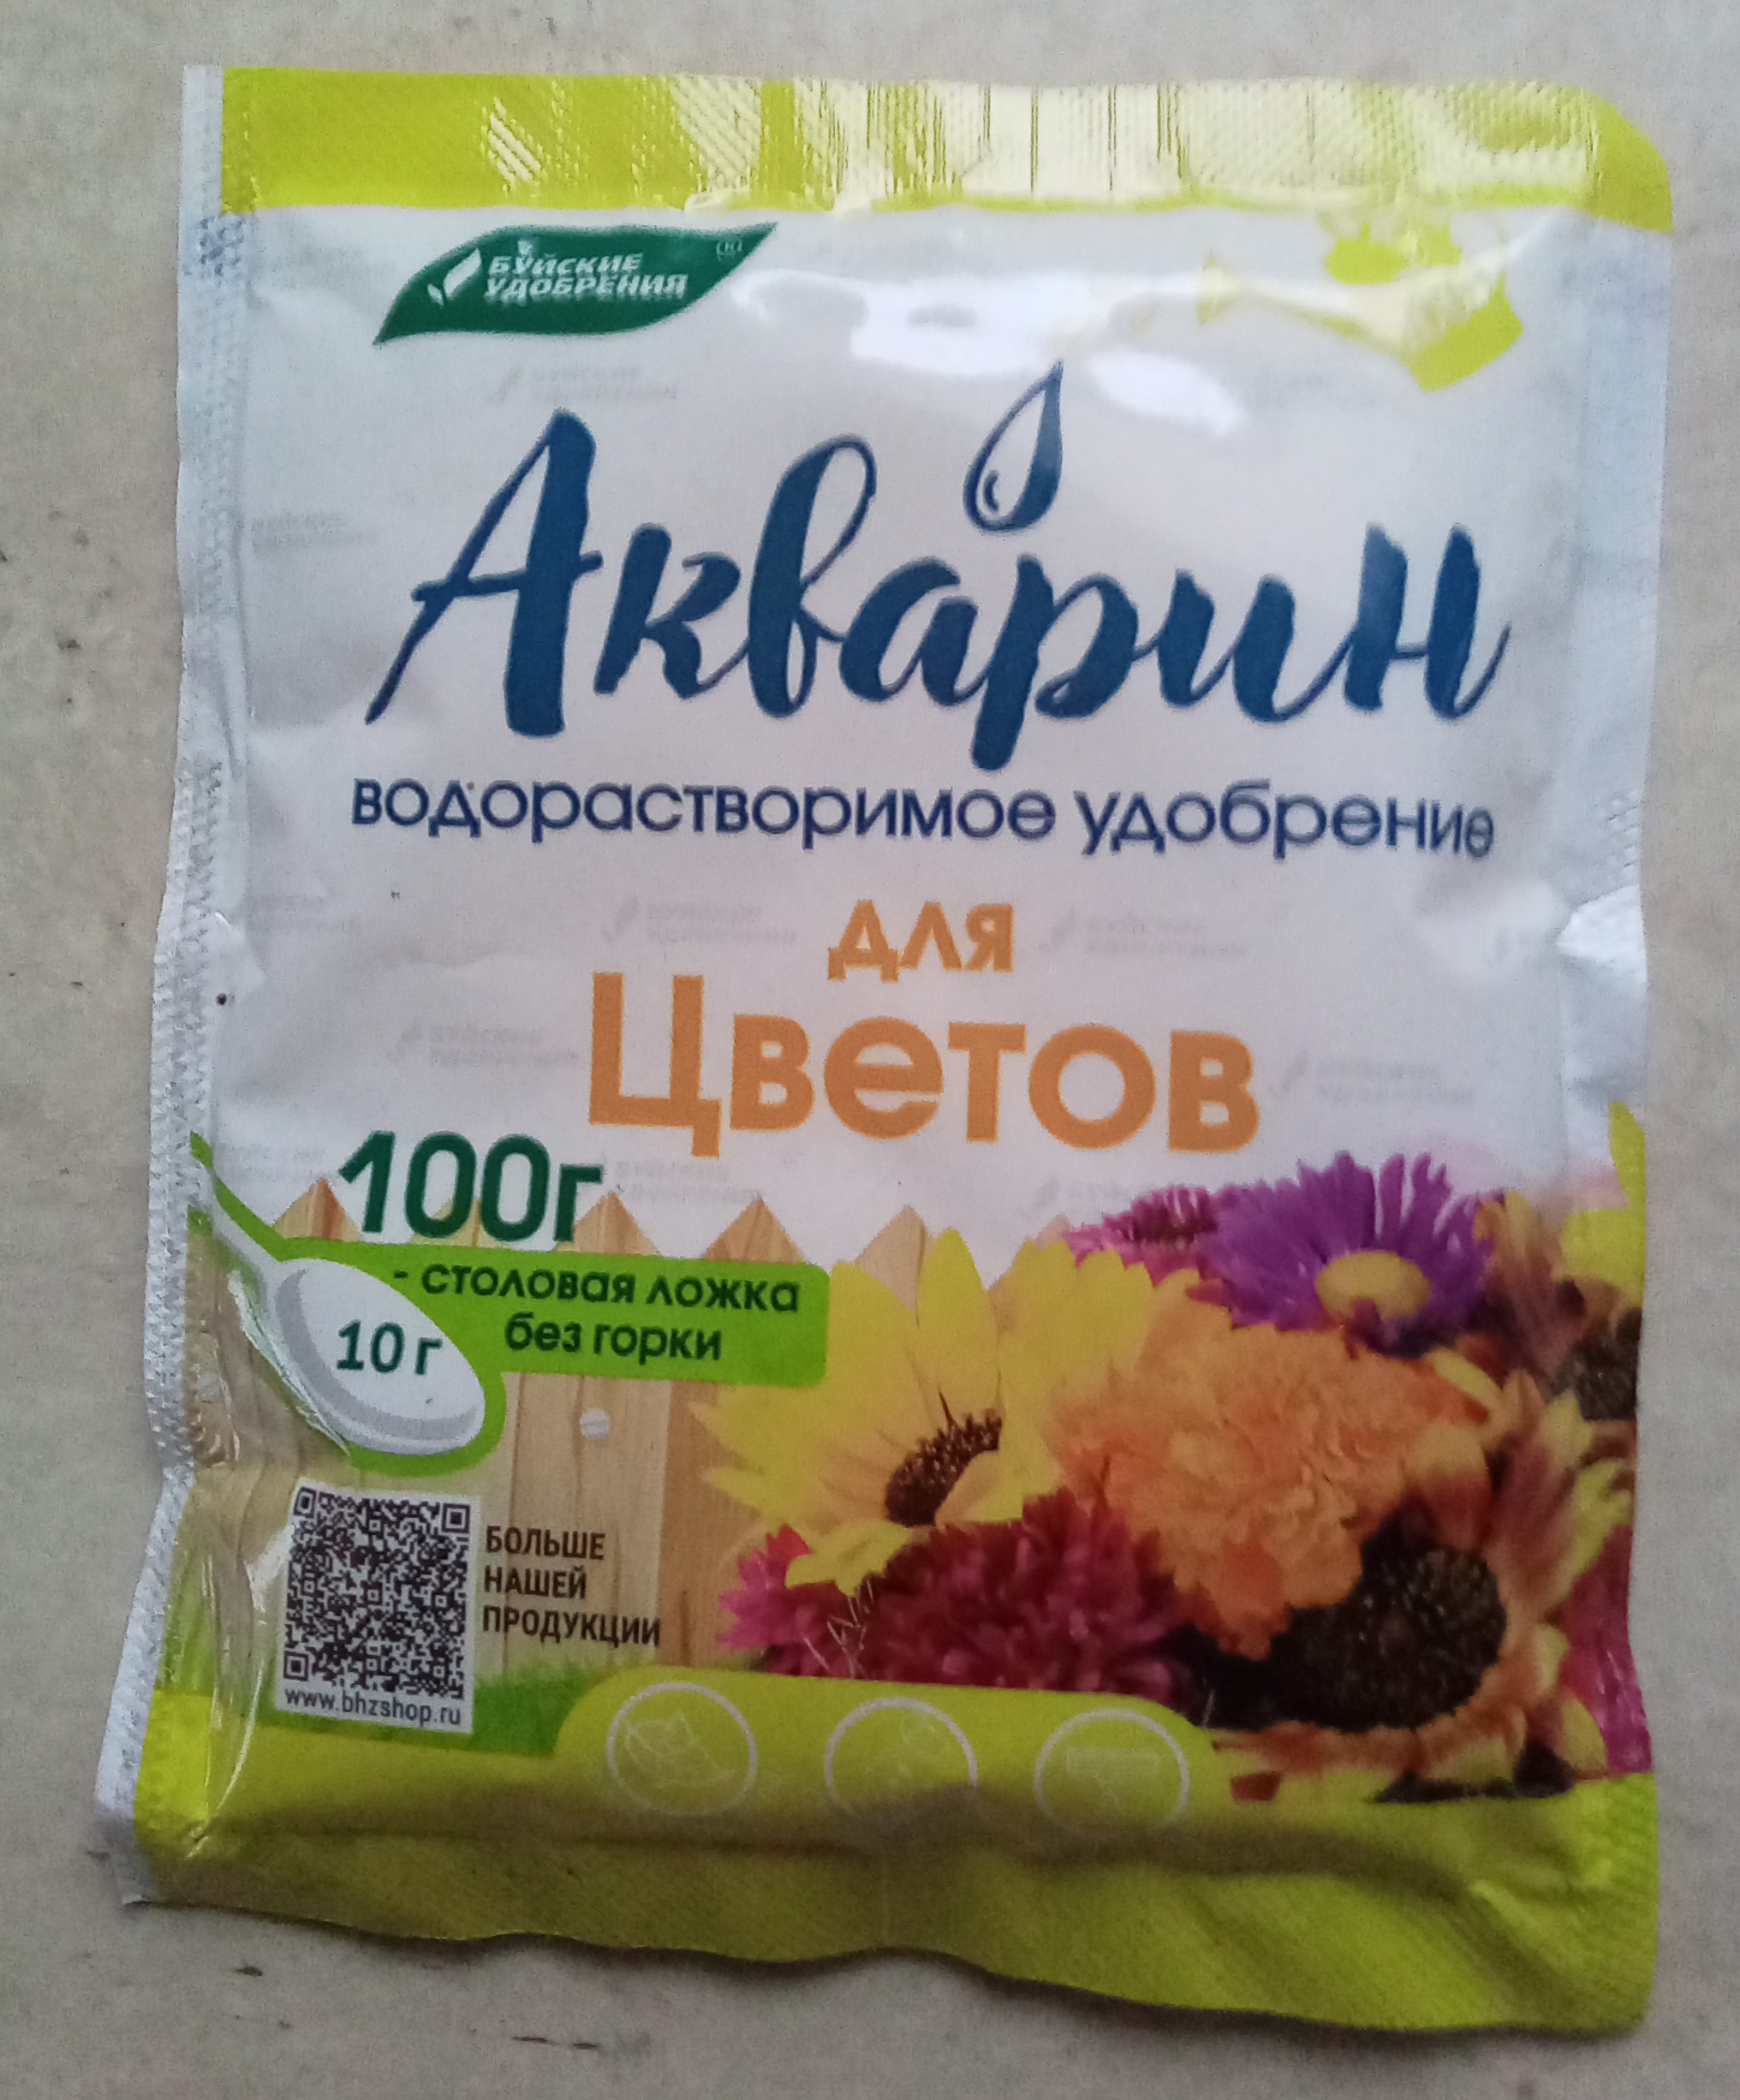 БУЙСКИЕ
УДОБРЕНИЯ
Акварин
водорастворимое удобрение
для
Цветов
100г
- столовая ложка
без горки
10 г
БОЛЬШЕ
НАШЕЙ
ПРОДУКЦИИ
www.bhzshop.ru